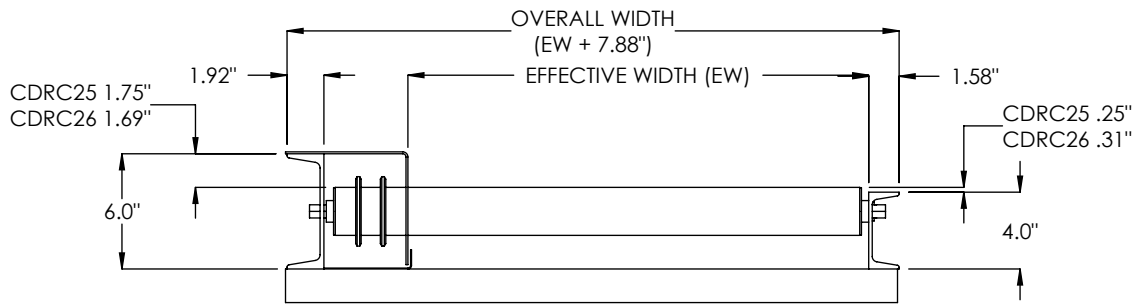 OVERALL WIDTH
(EW + 7.88")
1.92"
EFFECTIVE WIDTH (EW)
1.58"
CDRC25 1.75"
CDRC26 1.69"
CDRC25 .25"
CDRC26 .31"
6.0"
4.0"